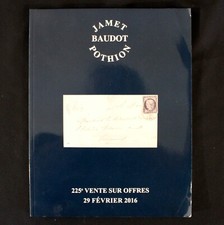 JAMET
BAUDOT
POTHION
225e VENTE SUR OFFRES
29 FÉVRIER 2016